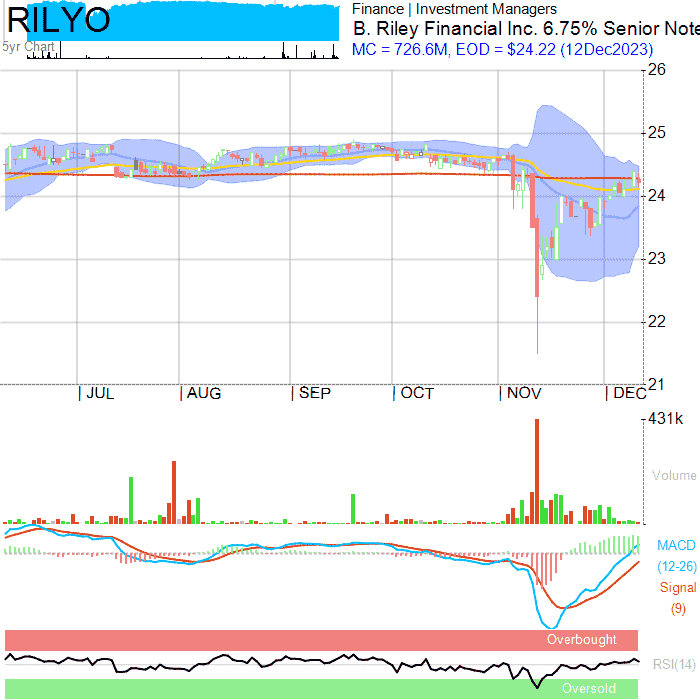 RILYO
Finance | Investment Managers
B. Riley Financial Inc. 6.75% Senior Note
MC = 726.6M, EOD = $24.22 (12Dec2023)
5yr Chart
26
25
24
23
22
21
| JUL
| AUG
| SEP
| OCT
| NOV
| DEC
431k
Volume
MACD
(12-26)
Signal
(9)
Overbought
RSI(14)
Oversold